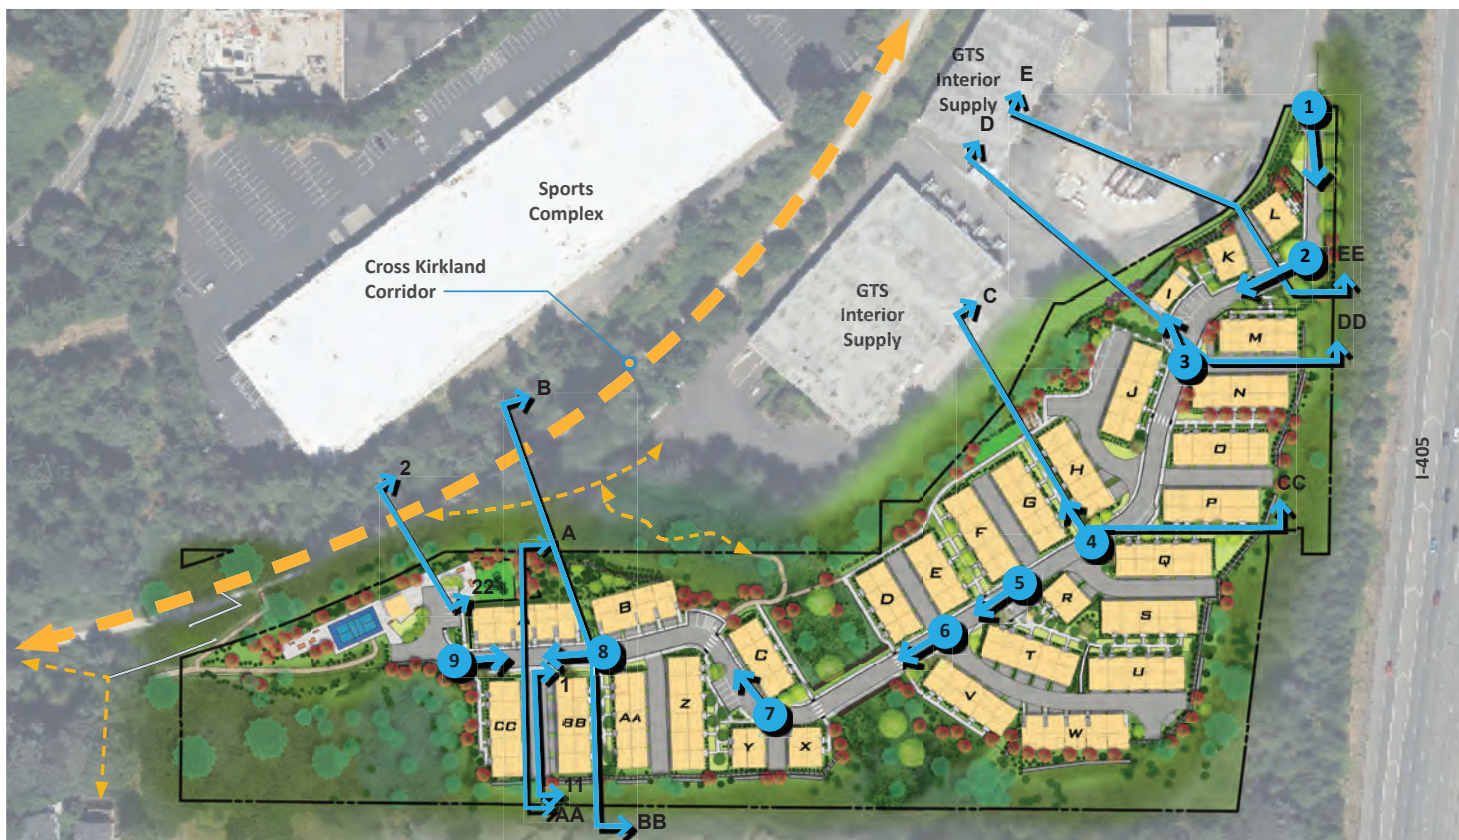 GTS
Interior
Supply
E
D
1
Sports
Complex
Cross Kirkland
Corridor
GTS
Interior
Supply
C
L
K
2
EE
I
DD
M
3
J
N
B
O
I-405
2
H
P
CC
G
F
4
A
Q
E
5
22
D
R
B
S
A
6
9
8
C
T
U
1
V
CC
BB
AA
Z
7
W
Y
X
11
AA
BB